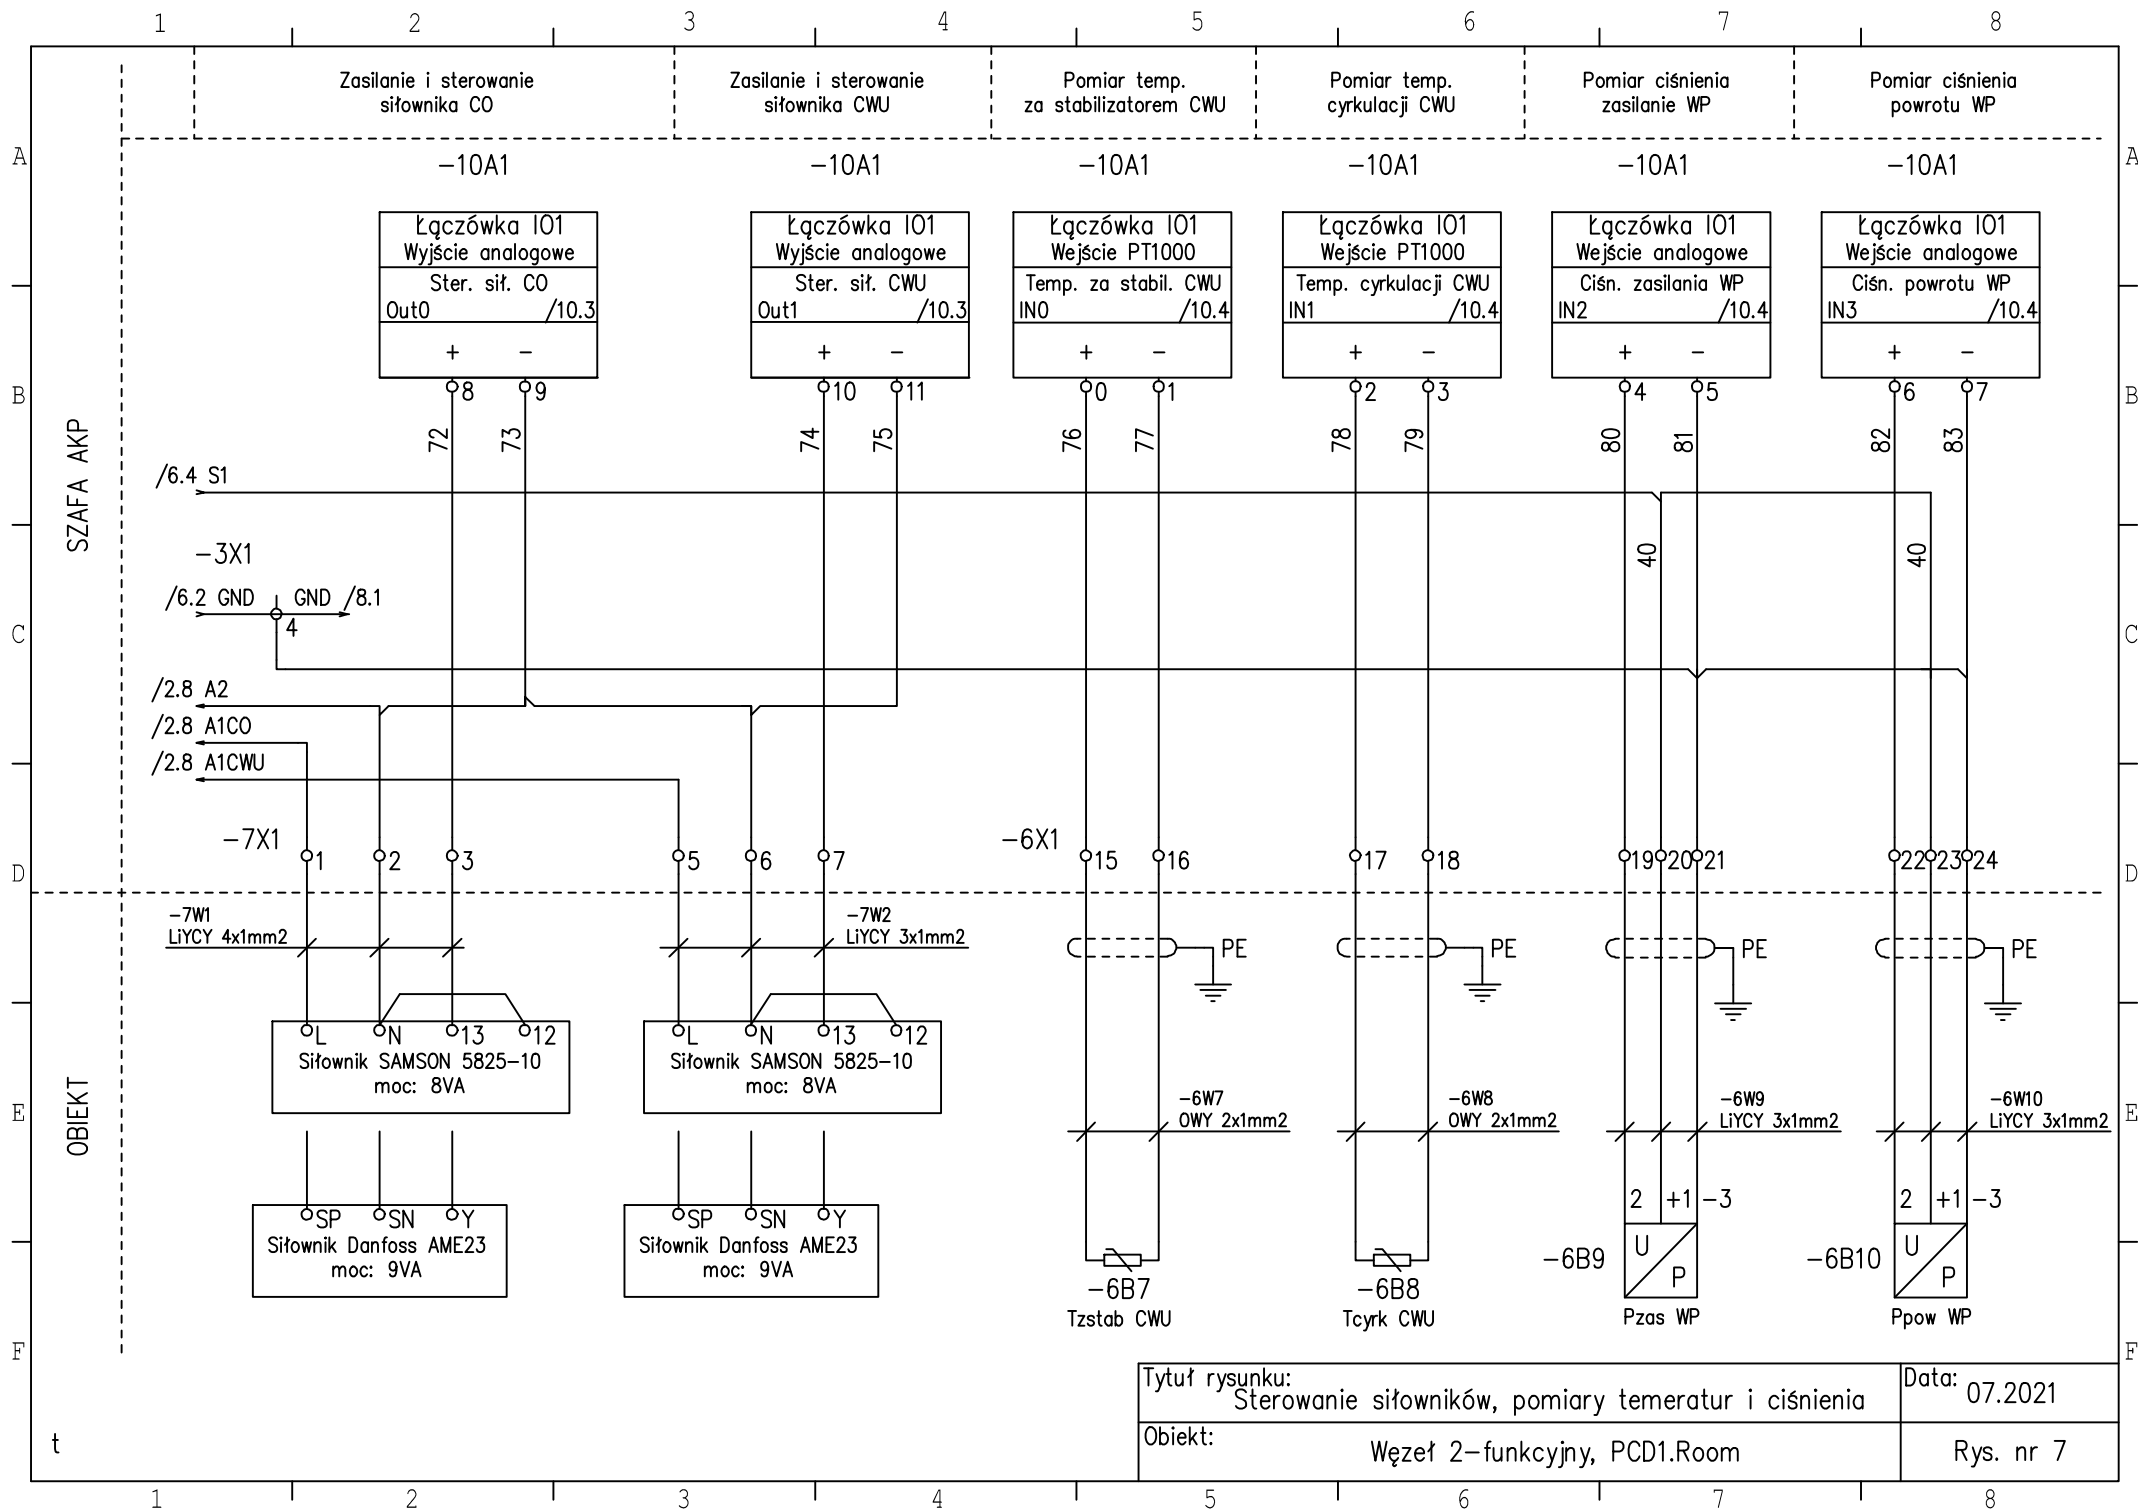 1 2 3 4 5 6 7 8
Zasilanie i sterowanie
siłownika CO
Zasilanie i sterowanie
siłownika CWU
Pomiar temp.
za stabilizatorem CWU
Pomiar temp.
cyrkulacji CWU
Pomiar ciśnienia
zasilanie WP
Pomiar ciśnienia
powrotu WP
A A
-10A1 -10A1 -10A1 -10A1 -10A1 -10A1
Łączówka IO1
Wyjście analogowe
Ster. sił. CO
Out0 /10.3
+ -
8 9
Łączówka IO1
Wyjście analogowe
Ster. sił. CWU
Out1 /10.3
+ -
10 11
Łączówka IO1
Wejście PT1000
Temp. za stabil. CWU
IN0 /10.4
+ -
0 1
Łączówka IO1
Wejście PT1000
Temp. cyrkulacji CWU
IN1 /10.4
+ -
2 3
Łączówka IO1
Wejście analogowe
Ciśn. zasilania WP
IN2 /10.4
+ -
4 5
Łączówka IO1
Wejście analogowe
Ciśn. powrotu WP
IN3 /10.4
+ -
6 7
B B
72 73 74 75 76 77 78 79 80 81 82 83
SZAFA AKP
/6.4 S1
40 40
-3X1
/6.2 GND GND /8.1
4
C C
/2.8 A2
/2.8 A1CO
/2.8 A1CWU
-7X1 -6X1
1 2 3 5 6 7 15 16 17 18 19 20 21 22 23 24
D D
-7W1
LiYCY 4x1mm2
-7W2
LiYCY 3x1mm2
PE PE PE PE
L N 13 12
Siłownik SAMSON 5825-10
moc: 8VA
L N 13 12
Siłownik SAMSON 5825-10
moc: 8VA
OBIEKT
E E
-6W7
OWY 2x1mm2
-6W8
OWY 2x1mm2
-6W9
LiYCY 3x1mm2
-6W10
LiYCY 3x1mm2
2 +1 -3
2 +1 -3
SP SN Y
Siłownik Danfoss AME23
moc: 9VA
SP SN Y
Siłownik Danfoss AME23
moc: 9VA
-6B7
Tzstab CWU
-6B8
Tcyrk CWU
-6B9
U
P
Pzas WP
-6B10
U
P
Ppow WP
F F
Tytuł rysunku:
Sterowanie siłowników, pomiary temeratur i ciśnienia
Data:
07.2021
Obiekt:
Węzeł 2-funkcyjny, PCD1.Room
Rys. nr 7
t
1 2 3 4 5 6 7 8